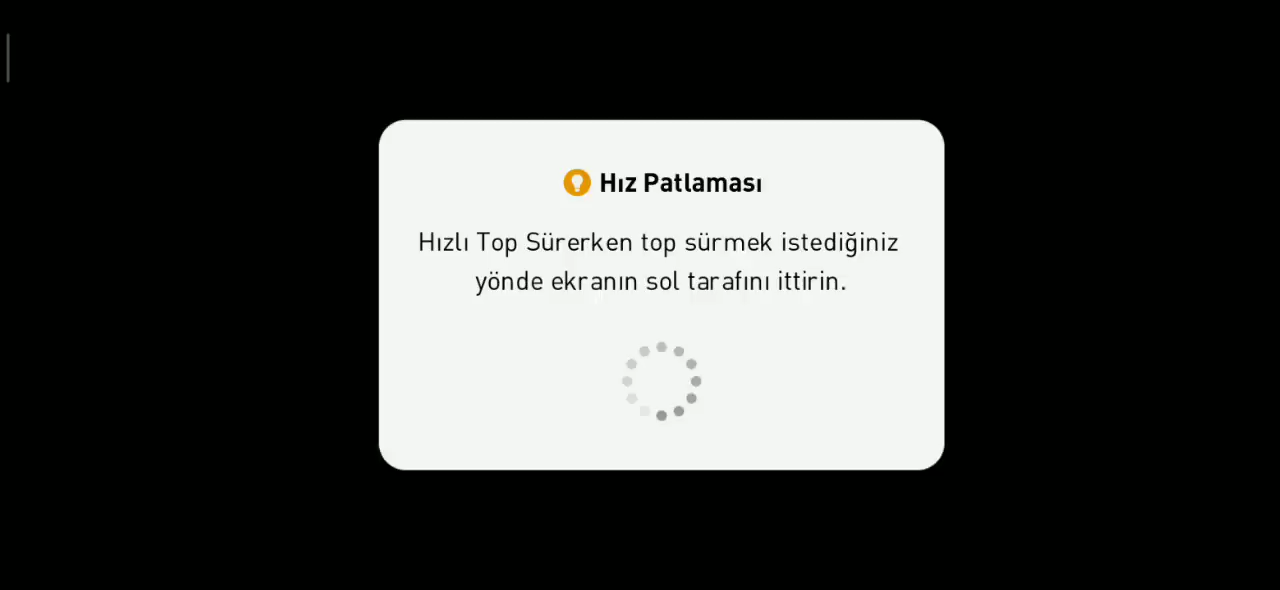 Hız Patlaması
Hızlı Top Sürerken top sürmek istediğiniz
yönde ekranın sol tarafını ittirin.